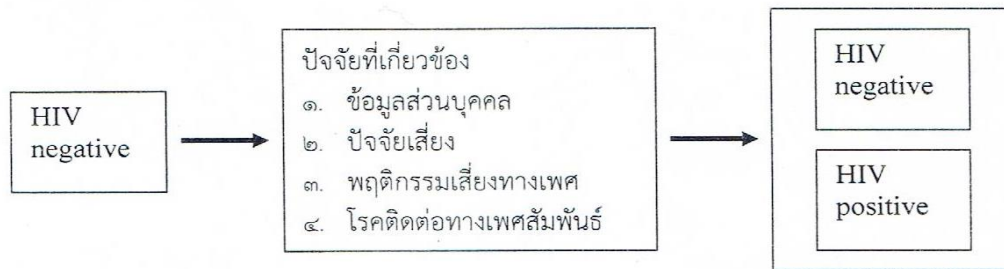 HIV
negative
ปัจจัยที่เกี่ยวข้อง
๑. ข้อมูลส่วนบุคคล
๒. ปัจจัยเสี่ยง
๓. พฤติกรรมเสี่ยงทางเพศ
๔. โรคติดต่อทางเพศสัมพันธ์
HIV
negative
HIV
positive